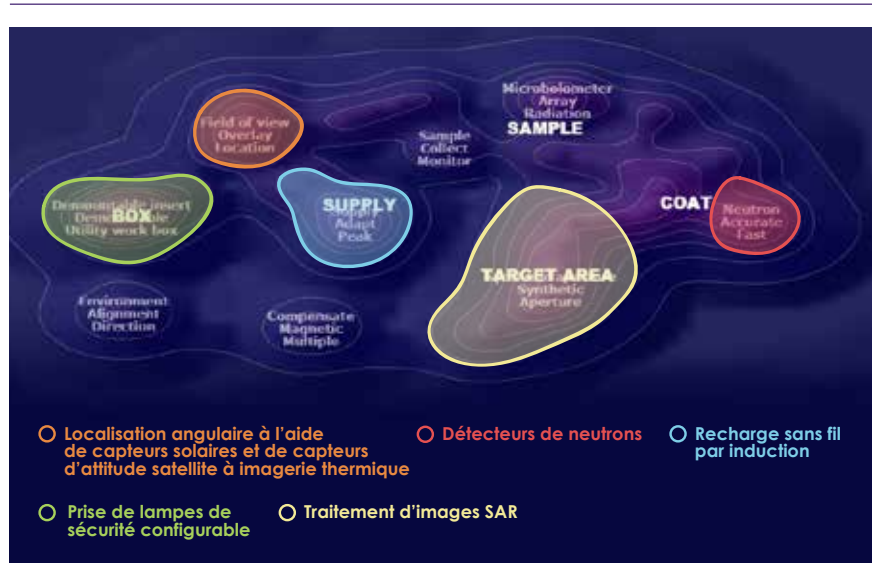 Microbolometer
Array
Radiation
SAMPLE
Field of view
Overlay
Location
Sample
Collect
Monitor
Demountable insert
BOX
Utility work box
SUPPLY
Adapt
Peak
COAT
Neutron
Accurate
Fast
TARGET AREA
Synthetic
Aperture
Environment
Alignment
Direction
Compensate
Magnetic
Multiple
Localisation angulaire à l’aide
de capteurs solaires et de capteurs
d’attitude satellite à imagerie thermique
Détecteurs de neutrons
Recharge sans fil
par induction
Prise de lampes de
sécurité configurable
Traitement d’images SAR